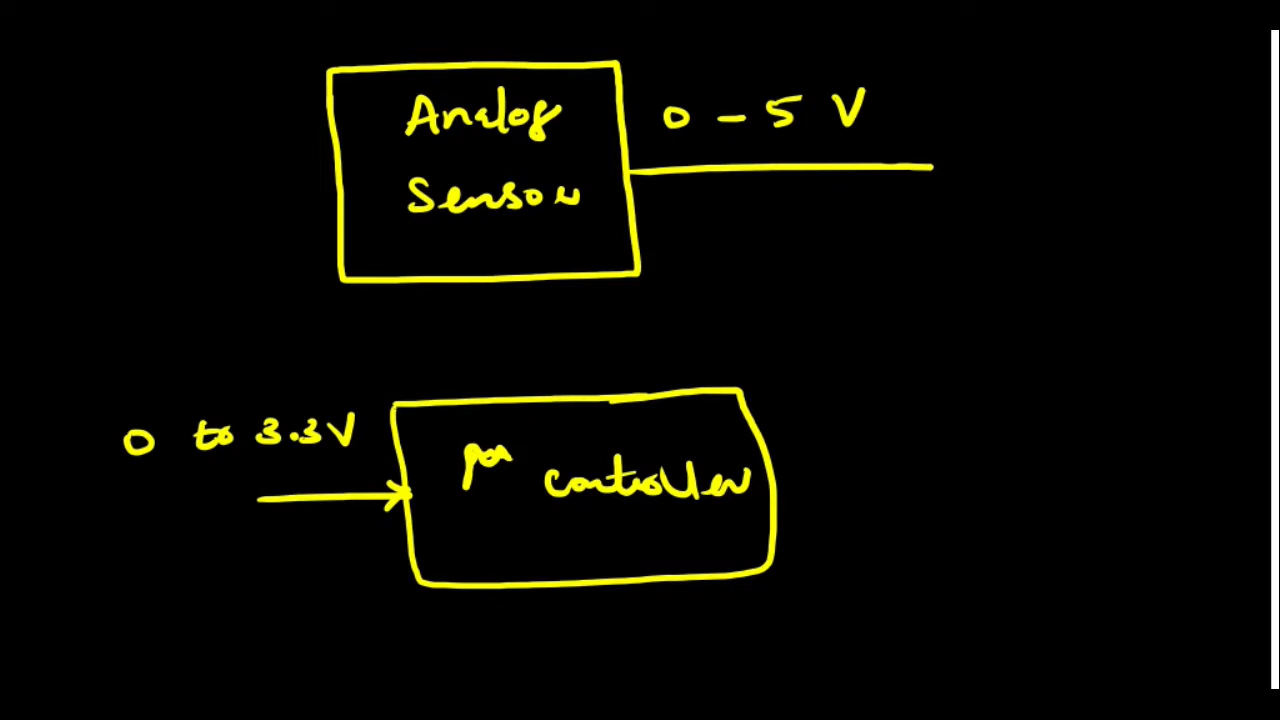 Analog
Sensor
0 - 5 V
0 to 3.3V
controller